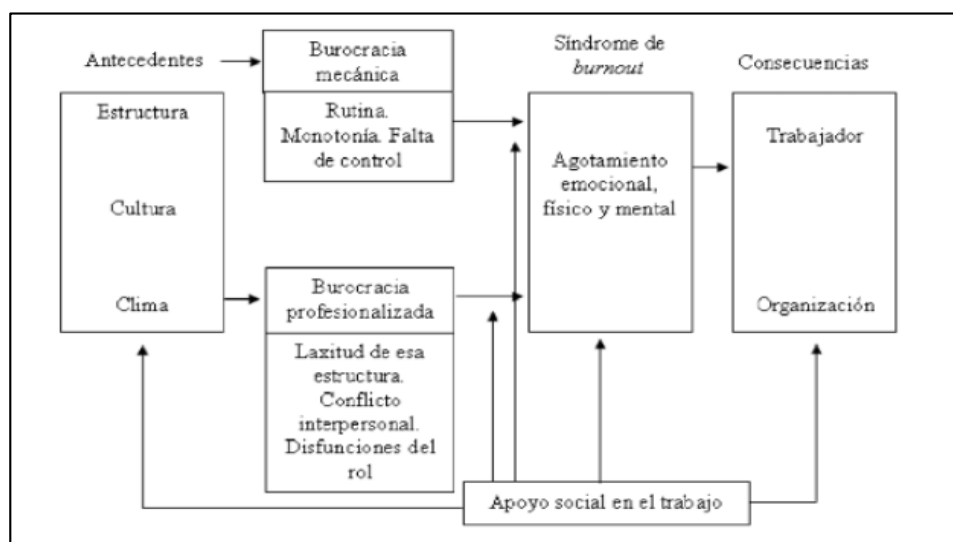 Antecedentes
Estructura
Cultura
Clima
Burocracia
mecánica
Rutina.
Monotonía. Falta
de control
Burocracia
profesionalizada
Laxitud de esa
estructura.
Conflicto
interpersonal.
Disfunciones del
rol
Síndrome de
burnout
Agotamiento
emocional,
físico y mental
Consecuencias
Trabajador
Organización
Apoyo social en el trabajo